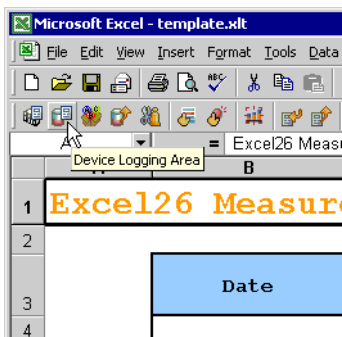 Microsoft Excel - template.xlt
File Edit View Insert Format Tools Data
= Excel26 Measu
Device Logging Area
B
1 Excel26 Measur
2
3 Date
4